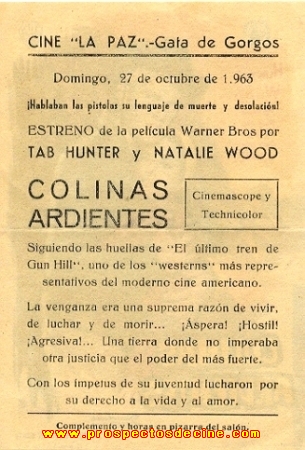 CINE "LA PAZ".-Gata de Gorgos
Domingo, 27 de octubre de 1.963
¡Hablaban las pistolas su lenguaje de muerte y desolación!
ESTRENO de la película Warner Bros por
TAB HUNTER y NATALIE WOOD
COLINAS
ARDIENTES
Cinemascope y
Technicolor
Siguiendo las huellas de "El último tren de
Gun Hill", uno de los "westerns" más repre-
sentativos del moderno cine americano.
La venganza era una suprema razón de vivir,
de luchar y de morir... ¡Áspera! ¡Hostil!
¡Agresiva!... Una tierra donde no imperaba
otra justicia que el poder del más fuerte.
Con los ímpetus de su juventud lucharon por
su derecho a la vida y al amor.
Complemento y horas en pizarra del salón.
www.prospectosdecine.com